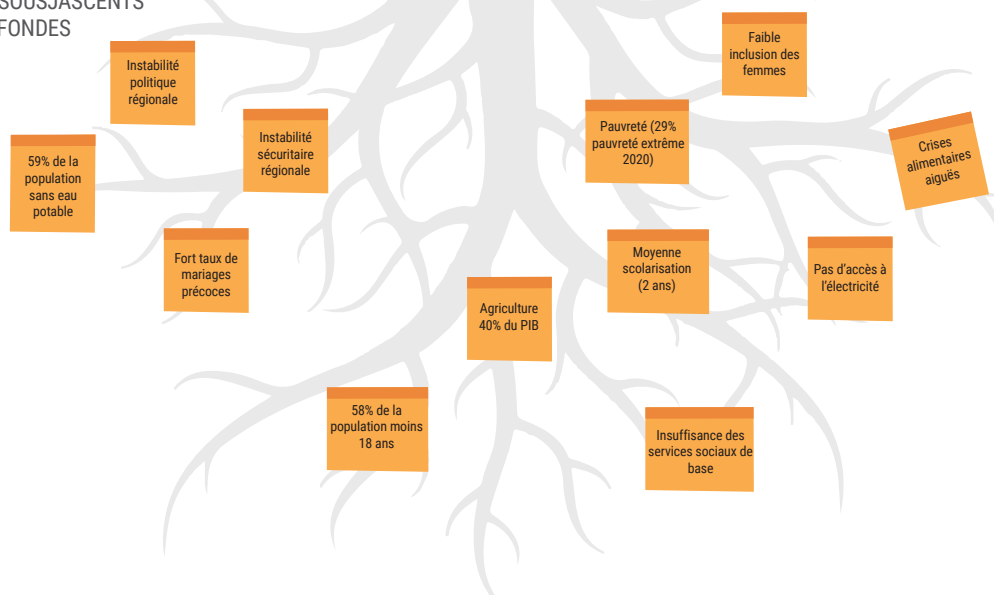 SOUSJASCENTS
FONDES
Instabilité
politique
régionale
Faible
inclusion des
femmes
59% de la
population
sans eau
potable
Instabilité
sécuritaire
régionale
Pauvreté (29%
pauvreté extrême
2020)
Crises
alimentaires
aiguës
Fort taux de
mariages
précoces
Moyenne
scolarisation
(2 ans)
Pas d'accès à
l'électricité
Agriculture
40% du PIB
58% de la
population moins
18 ans
Insuffisance des
services sociaux de
base